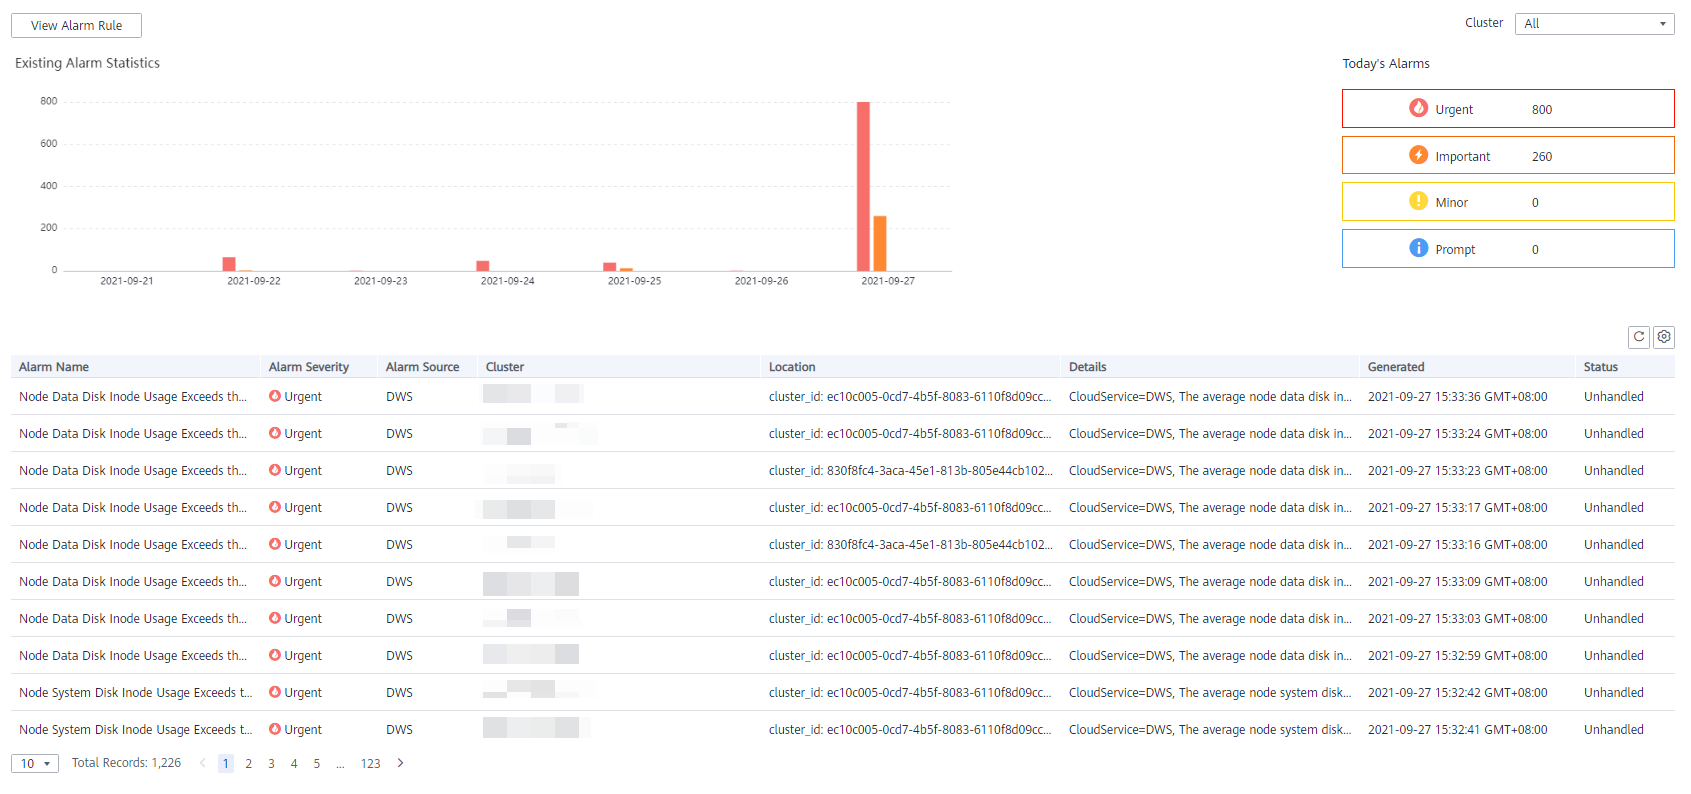 View Alarm Rule
Cluster All
Existing Alarm Statistics
Today's Alarms
800
600
400
200
0
2021-09-21 2021-09-22 2021-09-23 2021-09-24 2021-09-25 2021-09-26 2021-09-27
Urgent 800
Important 260
Minor 0
Prompt 0
Alarm Name Alarm Severity Alarm Source Cluster Location Details Generated Status
Node Data Disk Inode Usage Exceeds th... Urgent DWS cluster_id: ec10c005-0cd7-4b5f-8083-6110f8d09cc... CloudService=DWS, The average node data disk in... 2021-09-27 15:33:36 GMT+08:00 Unhandled
Node Data Disk Inode Usage Exceeds th... Urgent DWS cluster_id: ec10c005-0cd7-4b5f-8083-6110f8d09cc... CloudService=DWS, The average node data disk in... 2021-09-27 15:33:24 GMT+08:00 Unhandled
Node Data Disk Inode Usage Exceeds th... Urgent DWS cluster_id: 830f8fc4-3aca-45e1-813b-805e44cb102... CloudService=DWS, The average node data disk in... 2021-09-27 15:33:23 GMT+08:00 Unhandled
Node Data Disk Inode Usage Exceeds th... Urgent DWS cluster_id: ec10c005-0cd7-4b5f-8083-6110f8d09cc... CloudService=DWS, The average node data disk in... 2021-09-27 15:33:17 GMT+08:00 Unhandled
Node Data Disk Inode Usage Exceeds th... Urgent DWS cluster_id: 830f8fc4-3aca-45e1-813b-805e44cb102... CloudService=DWS, The average node data disk in... 2021-09-27 15:33:16 GMT+08:00 Unhandled
Node Data Disk Inode Usage Exceeds th... Urgent DWS cluster_id: ec10c005-0cd7-4b5f-8083-6110f8d09cc... CloudService=DWS, The average node data disk in... 2021-09-27 15:33:09 GMT+08:00 Unhandled
Node Data Disk Inode Usage Exceeds th... Urgent DWS cluster_id: ec10c005-0cd7-4b5f-8083-6110f8d09cc... CloudService=DWS, The average node data disk in... 2021-09-27 15:33:03 GMT+08:00 Unhandled
Node Data Disk Inode Usage Exceeds th... Urgent DWS cluster_id: ec10c005-0cd7-4b5f-8083-6110f8d09cc... CloudService=DWS, The average node data disk in... 2021-09-27 15:32:59 GMT+08:00 Unhandled
Node System Disk Inode Usage Exceeds t... Urgent DWS cluster_id: ec10c005-0cd7-4b5f-8083-6110f8d09cc... CloudService=DWS, The average node system disk... 2021-09-27 15:32:42 GMT+08:00 Unhandled
Node System Disk Inode Usage Exceeds t... Urgent DWS cluster_id: ec10c005-0cd7-4b5f-8083-6110f8d09cc... CloudService=DWS, The average node system disk... 2021-09-27 15:32:41 GMT+08:00 Unhandled
10 Total Records: 1,226 < 1 2 3 4 5 ... 123 >